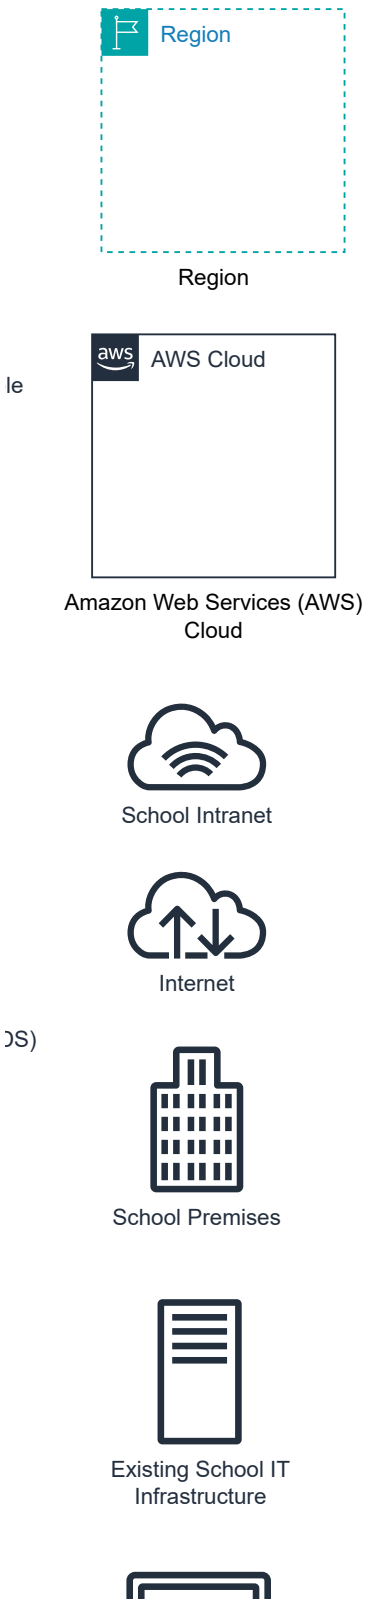 Region
Region
aws
AWS Cloud
le
Amazon Web Services (AWS)
Cloud
School Intranet
Internet
School Premises
Existing School IT
Infrastructure